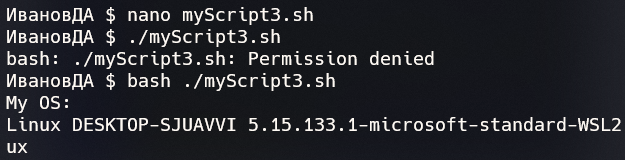 ИвановДА $ nano myScript3.sh
ИвановДА $ ./myScript3.sh
bash: ./myScript3.sh: Permission denied
ИвановДА $ bash ./myScript3.sh
My OS:
Linux DESKTOP-SJUAVVI 5.15.133.1-microsoft-standard-WSL2
ux